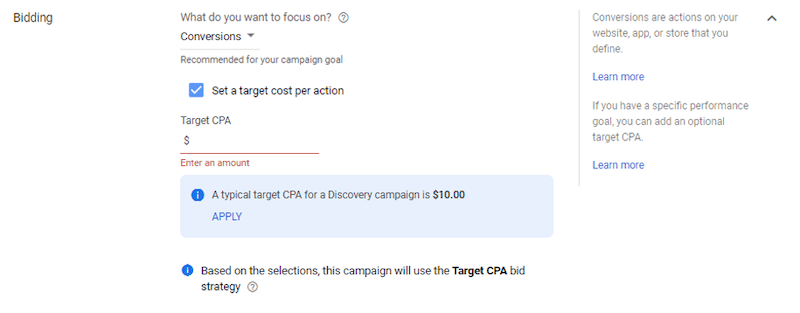 Bidding
What do you want to focus on?
Conversions
Recommended for your campaign goal
Set a target cost per action
Target CPA
$
Enter an amount
A typical target CPA for a Discovery campaign is $10.00
APPLY
Based on the selections, this campaign will use the Target CPA bid
strategy
Conversions are actions on your
website, app, or store that you
define.
Learn more
If you have a specific performance
goal, you can add an optional
target CPA.
Learn more